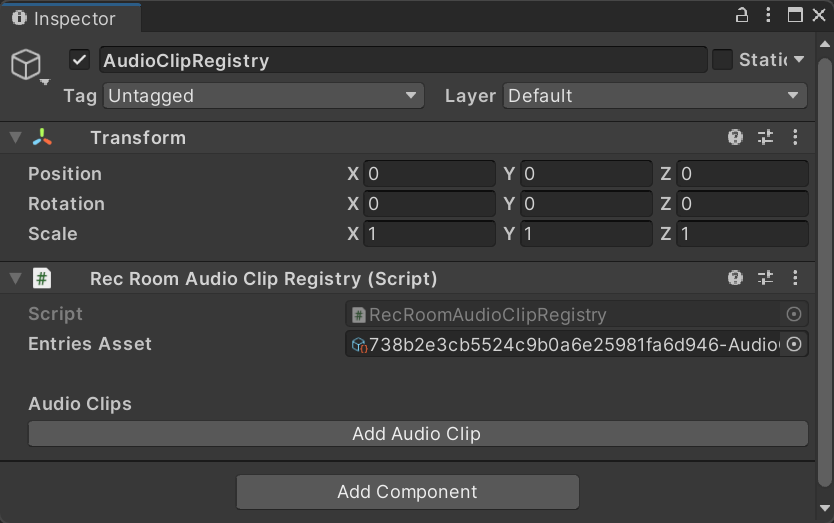 Inspector
AudioClipRegistry Static
Tag Untagged Layer Default
Transform
Position X 0 Y 0 Z 0
Rotation X 0 Y 0 Z 0
Scale X 1 Y 1 Z 1
# Rec Room Audio Clip Registry (Script)
Script # RecRoomAudioClipRegistry
Entries Asset 738b2e3cb5524c9b0a6e25981fa6d946-Audio
Audio Clips
Add Audio Clip
Add Component